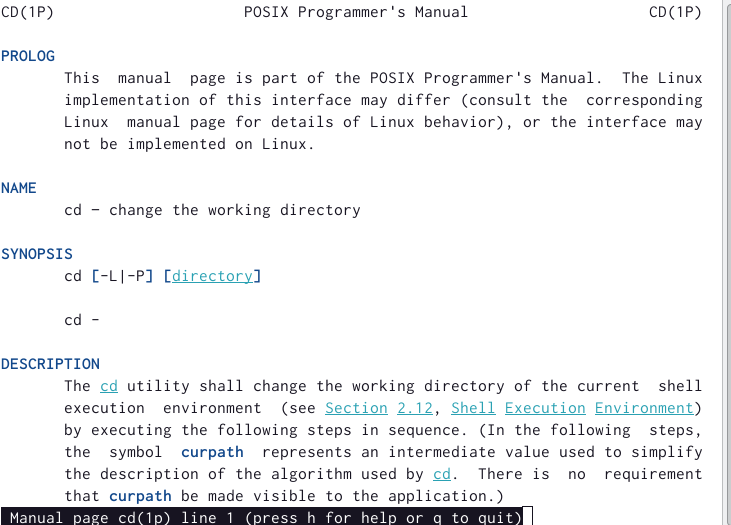 CD(1P) POSIX Programmer's Manual CD(1P)
PROLOG
This manual page is part of the POSIX Programmer's Manual. The Linux
implementation of this interface may differ (consult the corresponding
Linux manual page for details of Linux behavior), or the interface may
not be implemented on Linux.
NAME
cd — change the working directory
SYNOPSIS
cd [-L|-P] [directory]
cd -
DESCRIPTION
The cd utility shall change the working directory of the current shell
execution environment (see Section 2.12, Shell Execution Environment)
by executing the following steps in sequence. (In the following steps,
the symbol curpath represents an intermediate value used to simplify
the description of the algorithm used by cd. There is no requirement
that curpath be made visible to the application.)
Manual page cd(1p) line 1 (press h for help or q to quit)